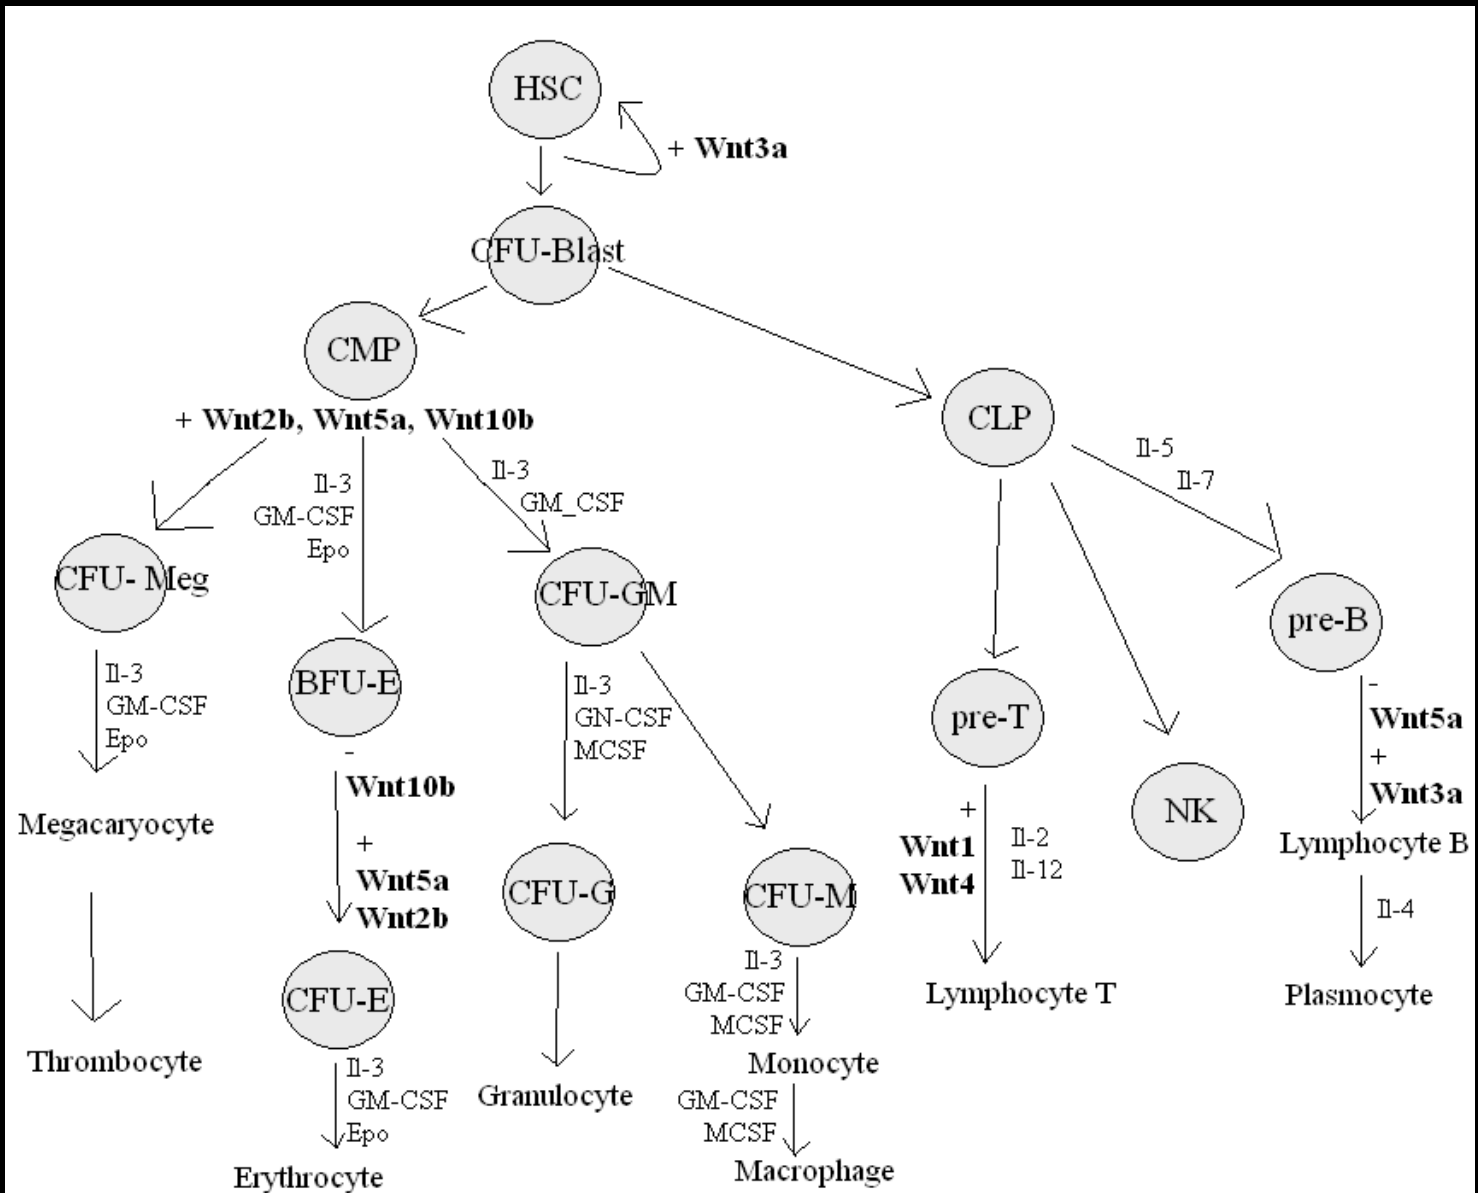 HSC
+ Wnt3a
CFU-Blast
CMP
+ Wnt2b, Wnt5a, Wnt10b
CLP
Il-5
Il-7
Il-3
GM-CSF
Epo
Il-3
GM_CSF
CFU- Meg
CFU-GM
pre-B
Il-3
GM-CSF
Epo
BFU-E
Il-3
GN-CSF
MCSF
pre-T
-
Wnt5a
+
Wnt3a
-
Wnt10b
+
Wnt5a
Wnt2b
Megacaryocyte
+
Wnt1
Wnt4
Il-2
Il-12
NK
Lymphocyte B
CFU-G
CFU-M
Il-4
CFU-E
Il-3
GM-CSF
MCSF
Lymphocyte T
Plasmocyte
Thrombocyte
Il-3
GM-CSF
Epo
Granulocyte
Monocyte
GM-CSF
MCSF
Erythrocyte
Macrophage